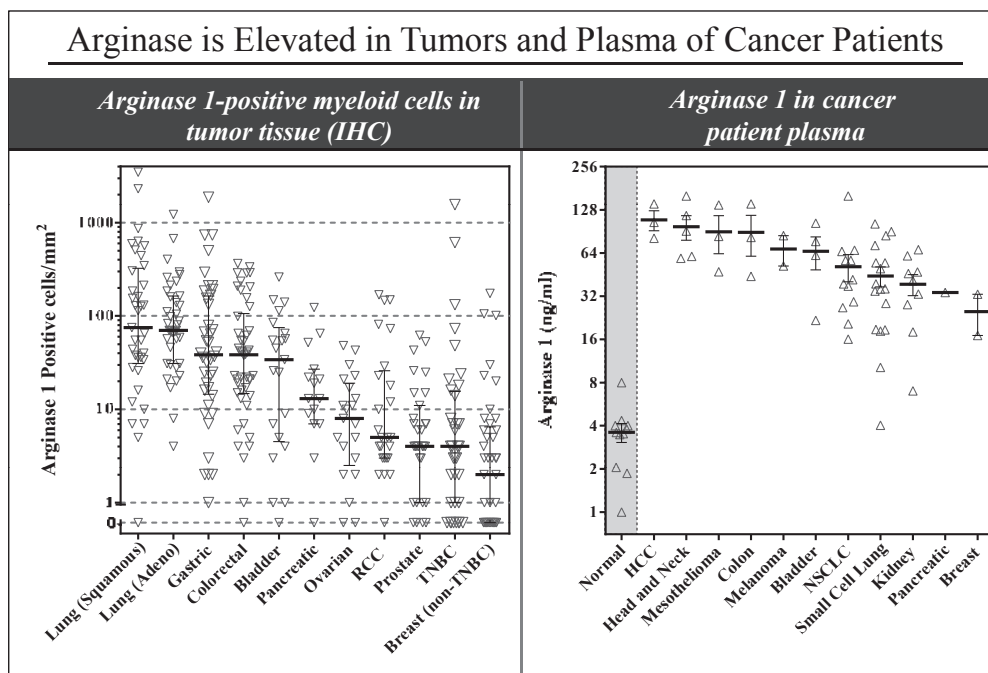 Arginase is Elevated in Tumors and Plasma of Cancer Patients
Arginase 1-positive myeloid cells in
tumor tissue (IHC)
Arginase 1 Positive cells/mm2
1000
100
10
1
0
Lung (Squamous)
Lung (Adeno)
Gastric
Colorectal
Bladder
Pancreatic
Ovarian
RCC
Prostate
TNBC
Breast (non-TNBC)
Arginase 1 in cancer
patient plasma
Arginase 1 (ng/ml)
256
128
64
32
16
8
4
2
1
Normal
HCC
Head and Neck
Mesothelioma
Colon
Melanoma
Bladder
NSCLC
Small Cell Lung
Kidney
Pancreatic
Breast